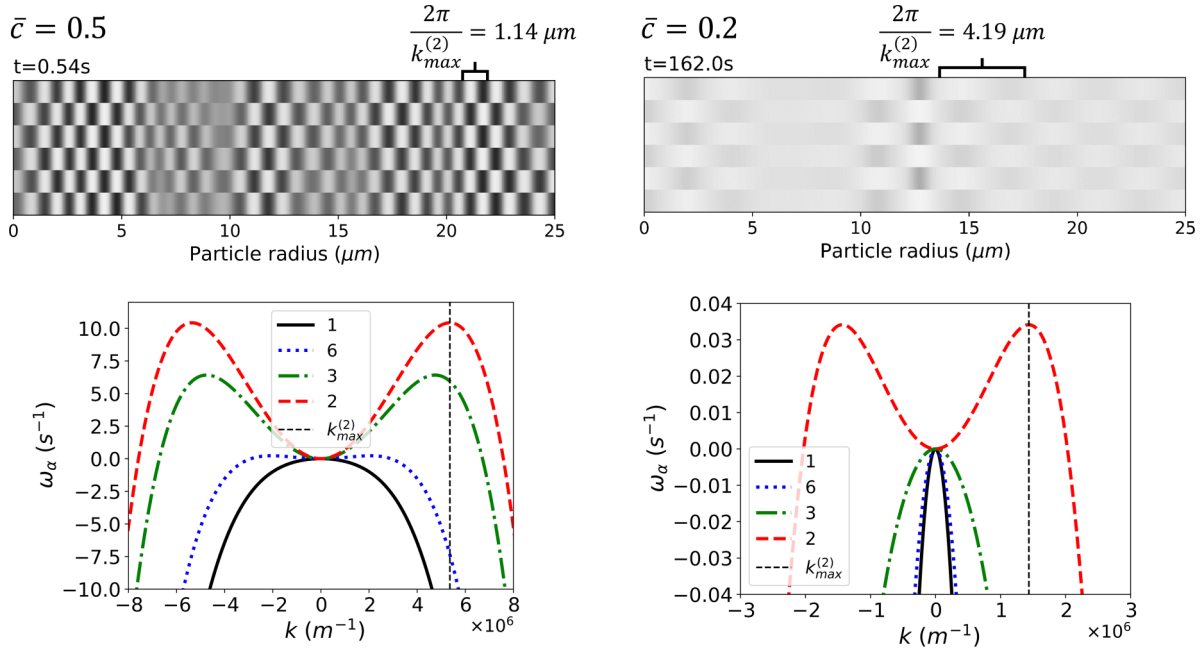 c̄ = 0.5
2π / k_max^(2) = 1.14 μm
t=0.54s
0 5 10 15 20 25
Particle radius (μm)
c̄ = 0.2
2π / k_max^(2) = 4.19 μm
t=162.0s
0 5 10 15 20 25
Particle radius (μm)
10.0
7.5
5.0
2.5
0.0
−2.5
−5.0
−7.5
−10.0
ω_α (s⁻¹)
1
6
3
2
k_max^(2)
−8 −6 −4 −2 0 2 4 6 8
k (m⁻¹)
×10⁶
0.04
0.03
0.02
0.01
0.00
−0.01
−0.02
−0.03
−0.04
ω_α (s⁻¹)
1
6
3
2
k_max^(2)
−3 −2 −1 0 1 2 3
k (m⁻¹)
×10⁶